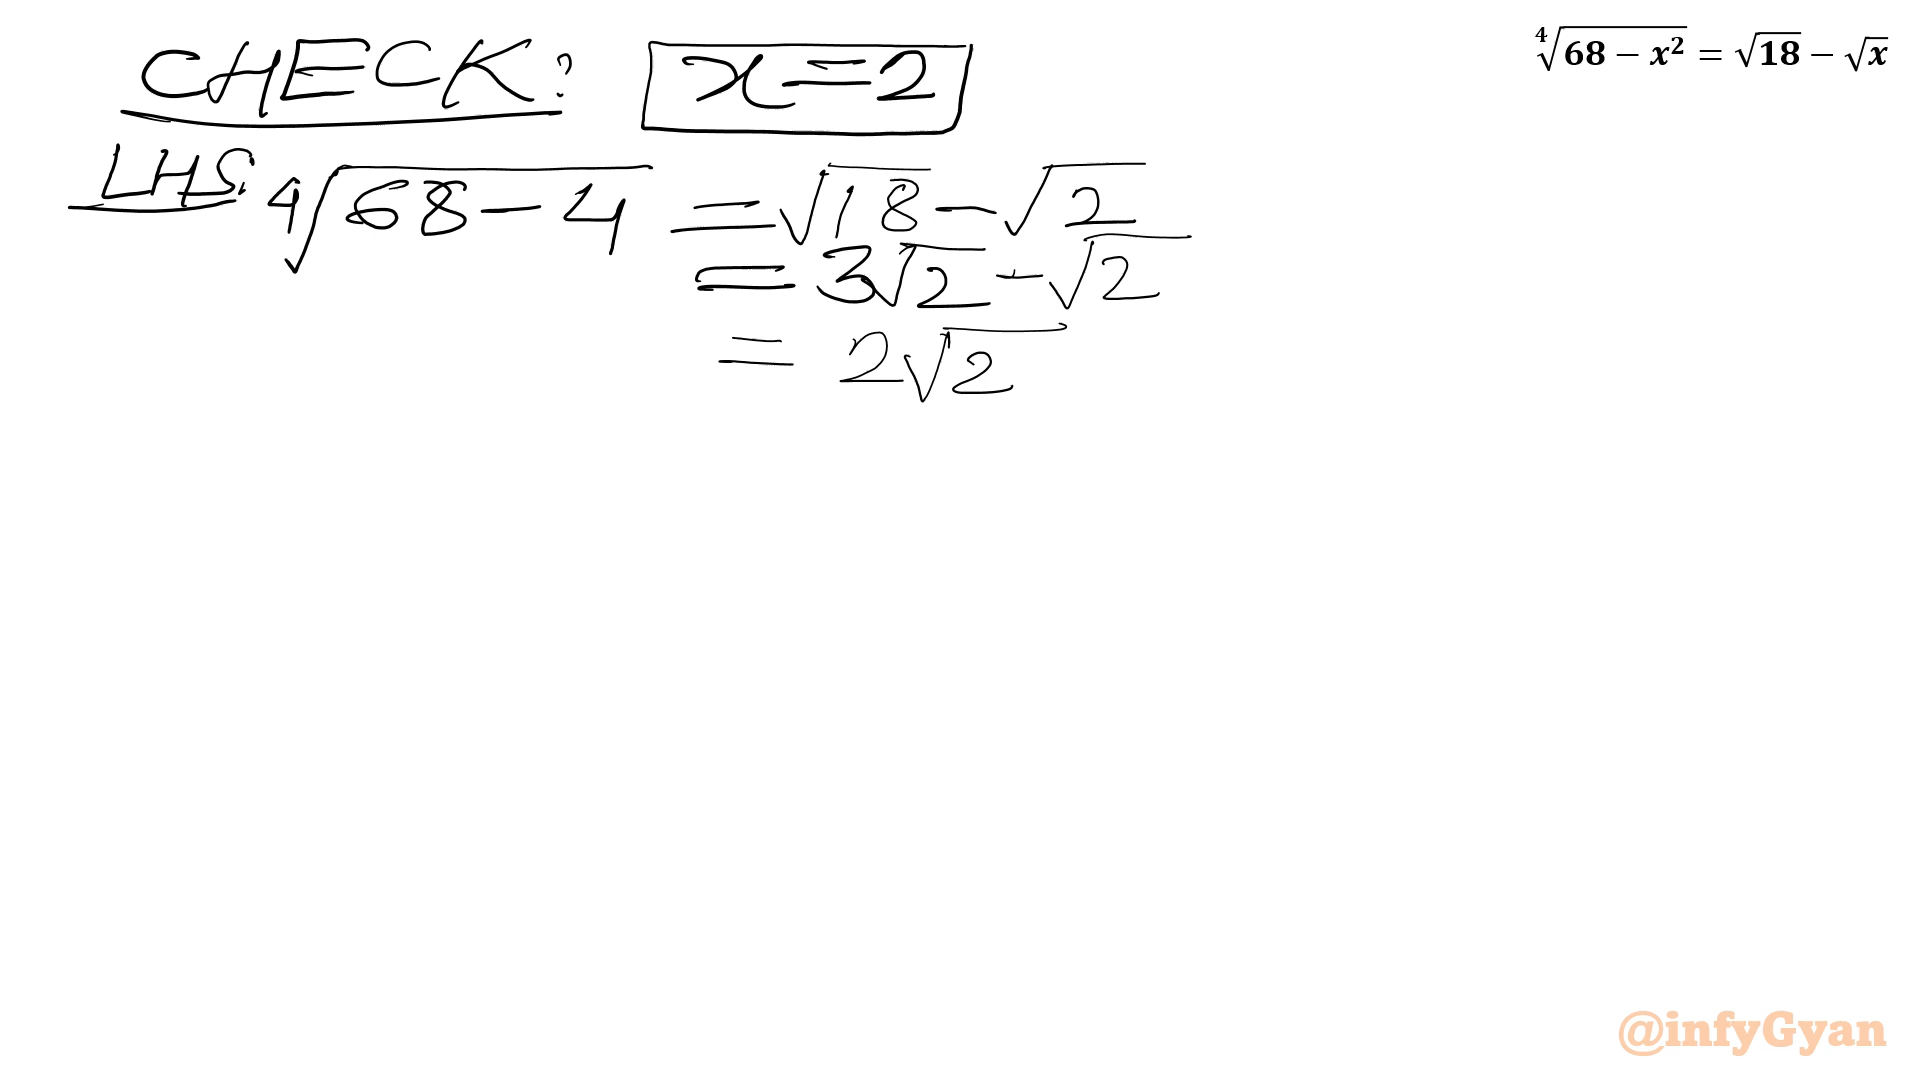 CHECK: x=2
⁴√(68 − x²) = √18 − √x
LHS: ⁴√(68−4) = √18 − √2
= 3√2 − √2
= 2√2
@infyGyan